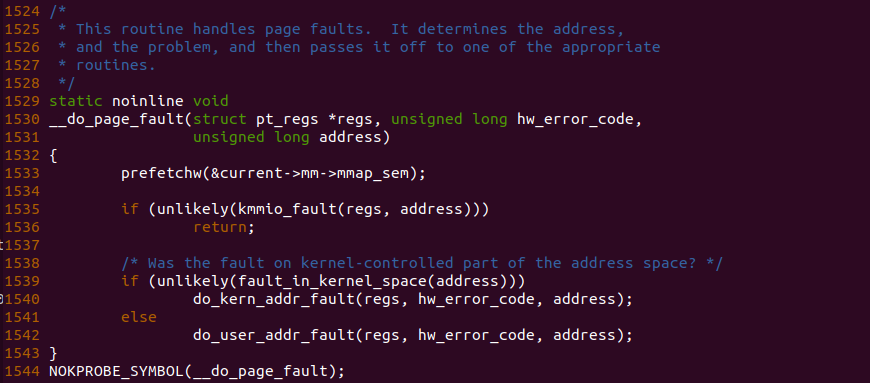 1524 /*
1525  * This routine handles page faults.  It determines the address,
1526  * and the problem, and then passes it off to one of the appropriate
1527  * routines.
1528  */
1529 static noinline void
1530 __do_page_fault(struct pt_regs *regs, unsigned long hw_error_code,
1531                 unsigned long address)
1532 {
1533         prefetchw(&current->mm->mmap_sem);
1534
1535         if (unlikely(kmmio_fault(regs, address)))
1536                 return;
1537
1538         /* Was the fault on kernel-controlled part of the address space? */
1539         if (unlikely(fault_in_kernel_space(address)))
1540                 do_kern_addr_fault(regs, hw_error_code, address);
1541         else
1542                 do_user_addr_fault(regs, hw_error_code, address);
1543 }
1544 NOKPROBE_SYMBOL(__do_page_fault);